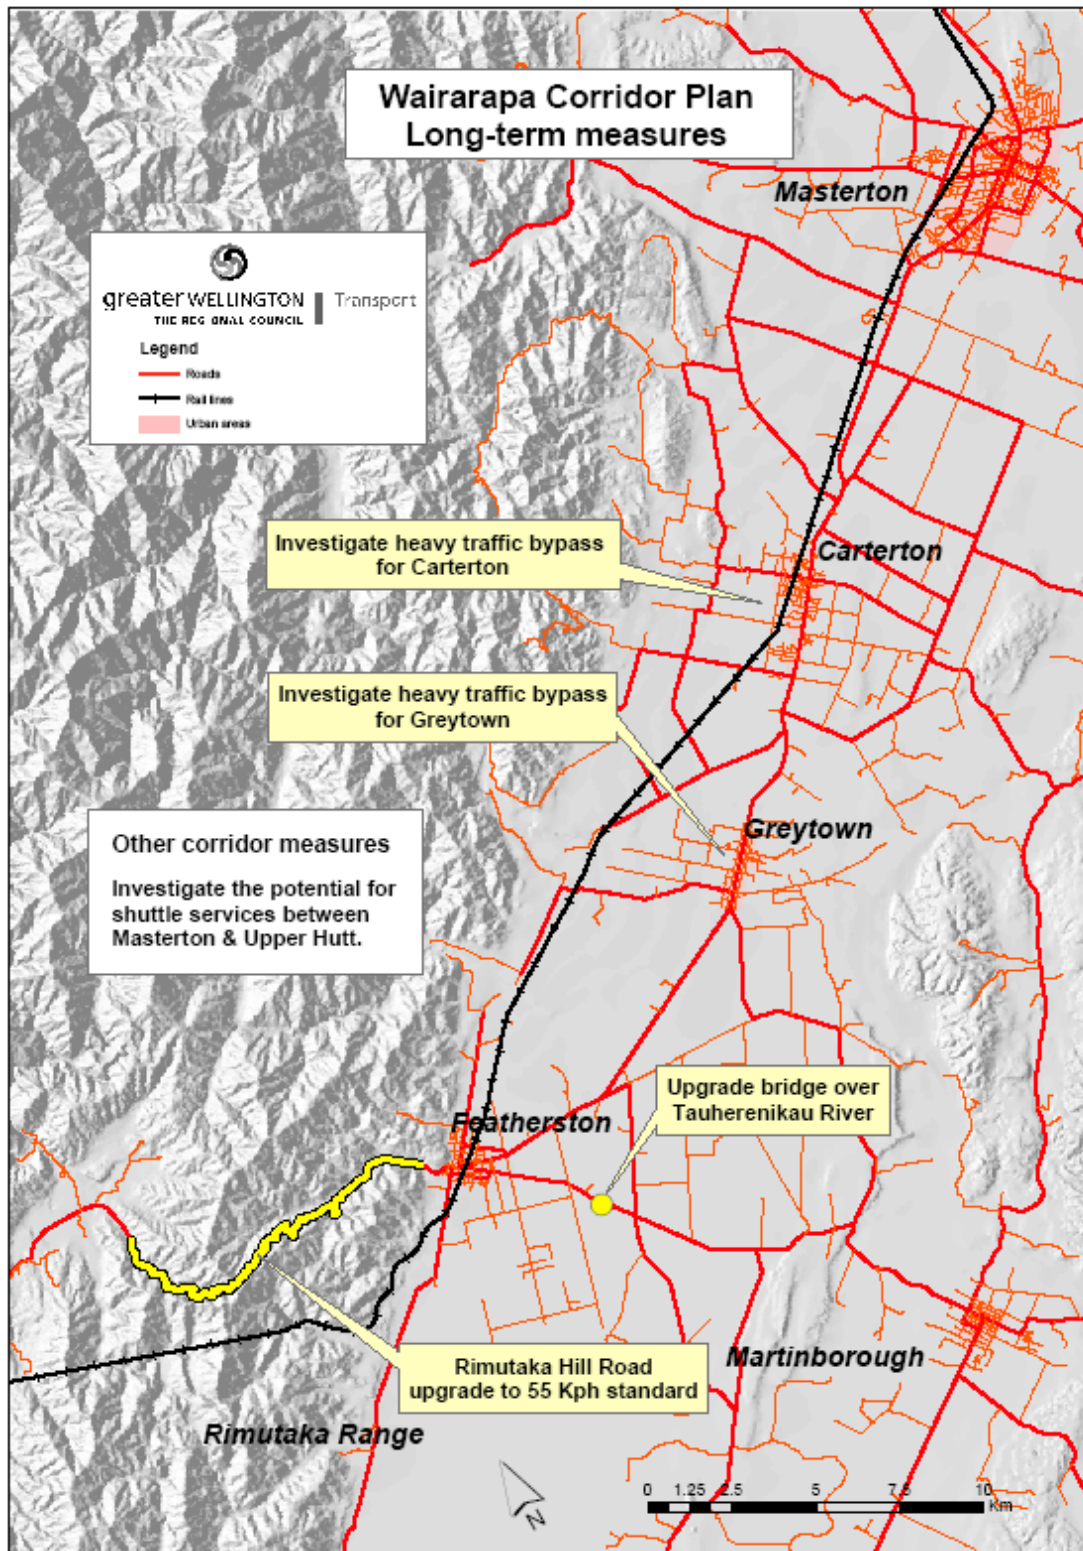 Wairarapa Corridor Plan
Long-term measures
Masterton
greater WELLINGTON | Transport
THE REGIONAL COUNCIL
Legend
Roads
Rail lines
Urban areas
Investigate heavy traffic bypass
for Carterton
Carterton
Investigate heavy traffic bypass
for Greytown
Greytown
Other corridor measures
Investigate the potential for
shuttle services between
Masterton & Upper Hutt.
Upgrade bridge over
Tauherenikau River
Featherston
Rimutaka Hill Road
upgrade to 55 Kph standard
Martinborough
Rimutaka Range
N
0 1.25 2.5 5 7.5 10
Km